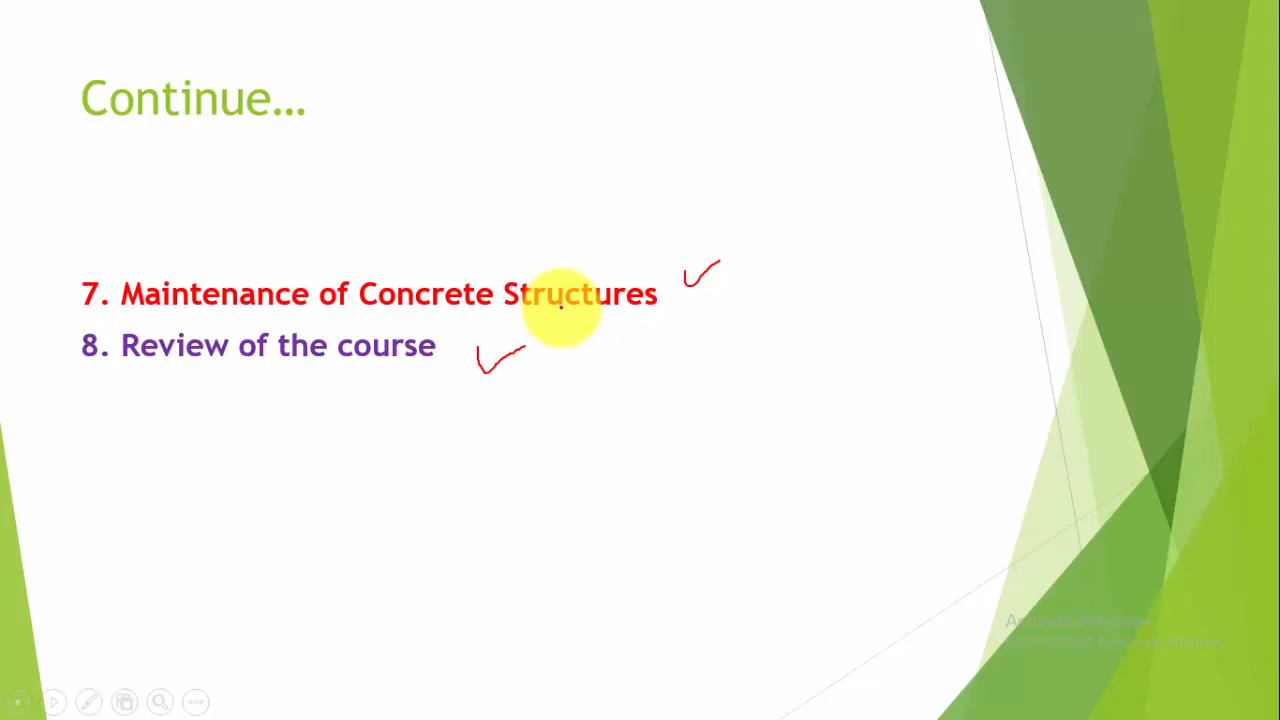 Continue...
7. Maintenance of Concrete Structures
8. Review of the course